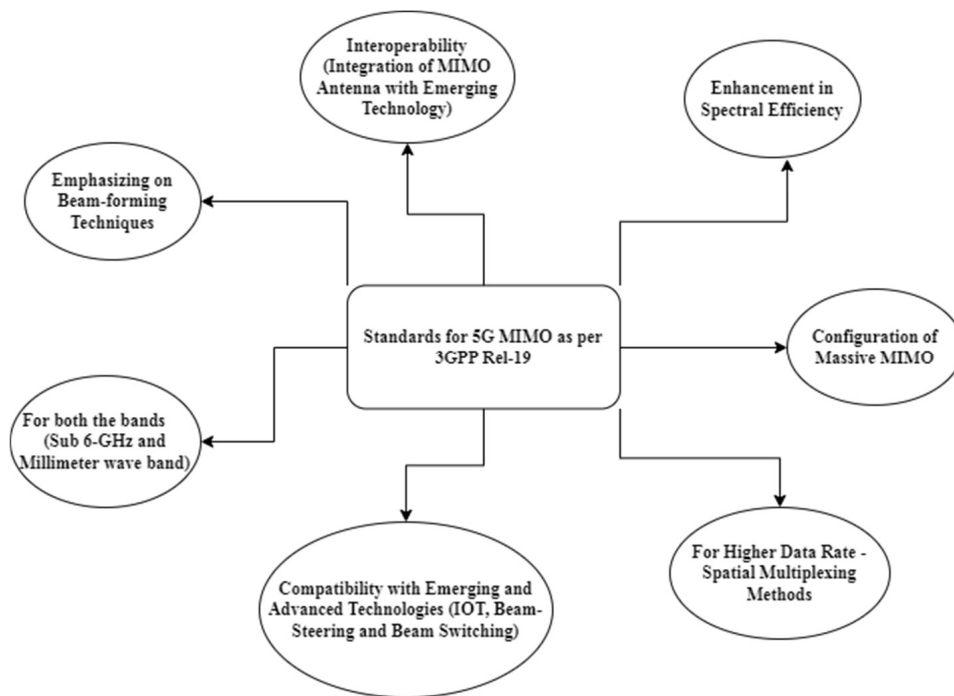 Interoperability
(Integration of MIMO
Antenna with Emerging
Technology)
Enhancement in
Spectral Efficiency
Emphasizing on
Beam-forming
Techniques
Standards for 5G MIMO as per
3GPP Rel-19
Configuration of
Massive MIMO
For both the bands
(Sub 6-GHz and
Millimeter wave band)
For Higher Data Rate -
Spatial Multiplexing
Methods
Compatibility with Emerging and
Advanced Technologies (IOT, Beam-
Steering and Beam Switching)